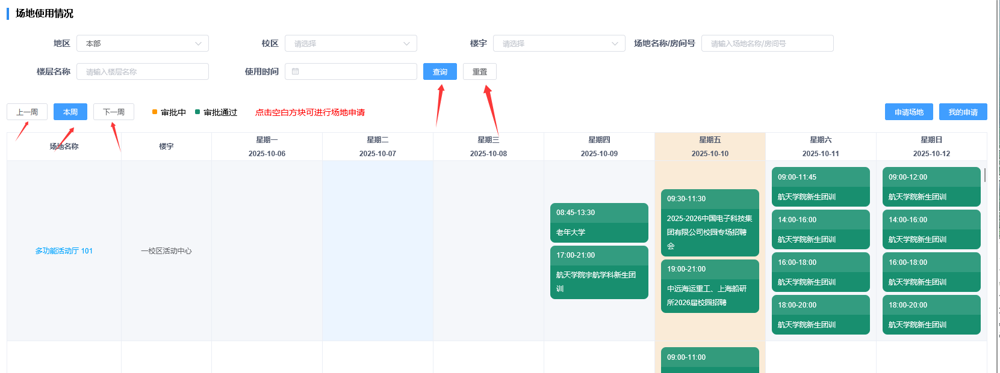 场地使用情况
地区 本部 校区 请选择 楼宇 请选择 场地名称/房间号 请输入场地名称/房间号
楼层名称 请输入楼层名称 使用时间 查询 重置
上一周 本周 下一周 审批中 审批通过 点击空白方块可进行场地申请 申请场地 我的申请
场地名称 楼宇 星期一 星期二 星期三 星期四 星期五 星期六 星期日
2025-10-06 2025-10-07 2025-10-08 2025-10-09 2025-10-10 2025-10-11 2025-10-12
多功能活动厅 101
一校区活动中心
08:45-13:30
老年大学
17:00-21:00
航天学院宇航学科新生团
训
09:30-11:30
2025-2026中国电子科技集
团有限公司校园专场招聘
会
19:00-21:00
中远海运重工、上海船研
所2026届校园招聘
09:00-11:00
09:00-11:45
航天学院新生团训
14:00-16:00
航天学院新生团训
16:00-18:00
航天学院新生团训
18:00-20:00
航天学院新生团训
09:00-12:00
航天学院新生团训
14:00-16:00
航天学院新生团训
16:00-18:00
航天学院新生团训
18:00-20:00
航天学院新生团训